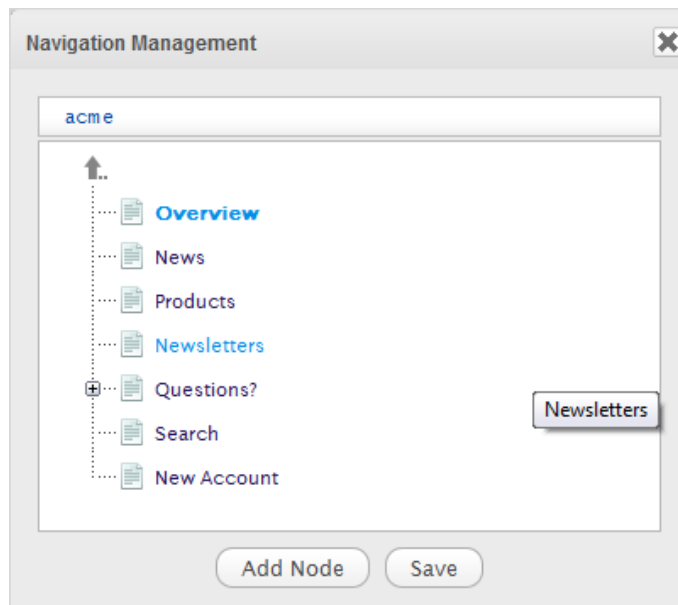 Navigation Management
acme
Overview
News
Products
Newsletters
Questions?
Newsletters
Search
New Account
Add Node Save